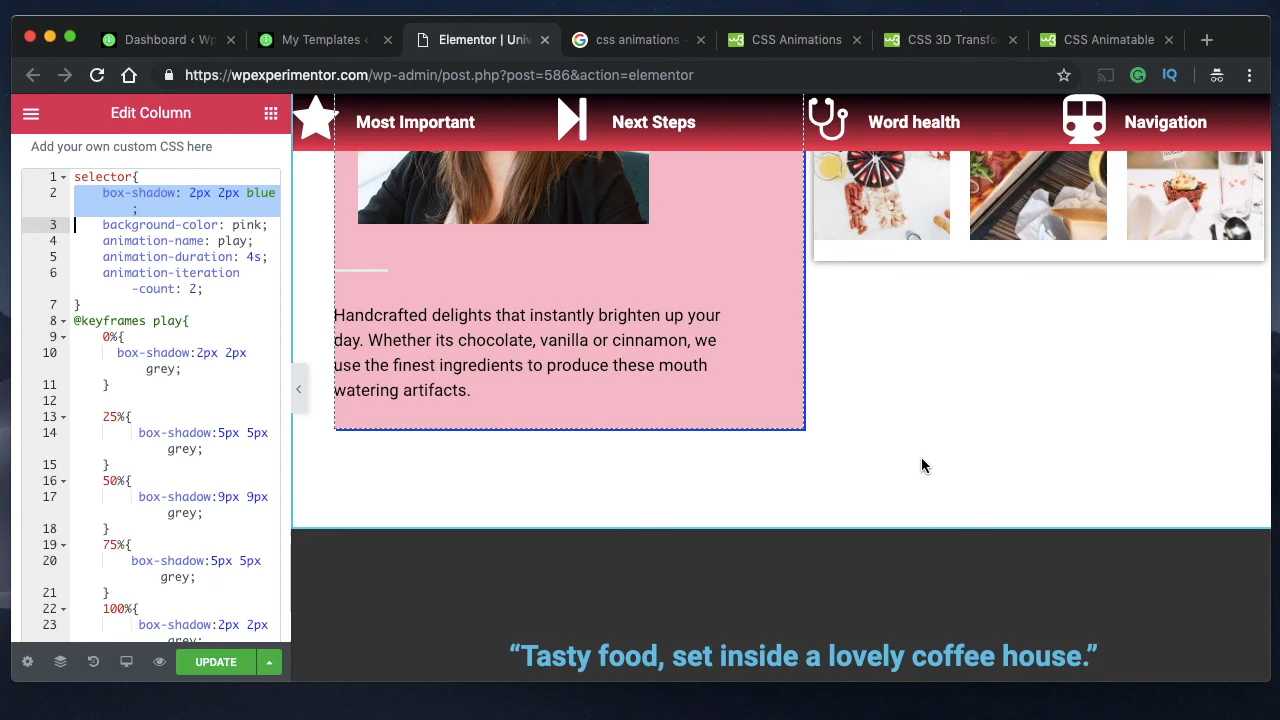 Dashboard ‹ Wp
My Templates ‹
Elementor | Univ
css animations -
CSS Animations
CSS 3D Transfo
CSS Animatable
https://wpexperimentor.com/wp-admin/post.php?post=586&action=elementor
IQ
Edit Column
Add your own custom CSS here
1 selector{
2 box-shadow: 2px 2px blue
;
3 background-color: pink;
4 animation-name: play;
5 animation-duration: 4s;
6 animation-iteration
-count: 2;
7 }
8 @keyframes play{
9 0%{
10 box-shadow:2px 2px
grey;
11 }
12
13 25%{
14 box-shadow:5px 5px
grey;
15 }
16 50%{
17 box-shadow:9px 9px
grey;
18 }
19 75%{
20 box-shadow:5px 5px
grey;
21 }
22 100%{
23 box-shadow:2px 2px
grey;
UPDATE
Most Important
Next Steps
Word health
Navigation
Handcrafted delights that instantly brighten up your
day. Whether its chocolate, vanilla or cinnamon, we
use the finest ingredients to produce these mouth
watering artifacts.
“Tasty food, set inside a lovely coffee house.”